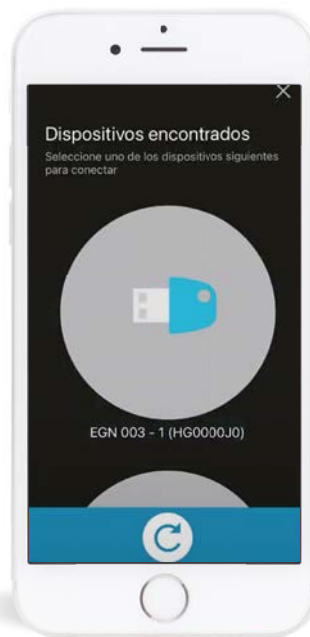 Dispositivos encontrados
Seleccione uno de los dispositivos siguientes
para conectar
EGN 003 - 1 (HG0000J0)